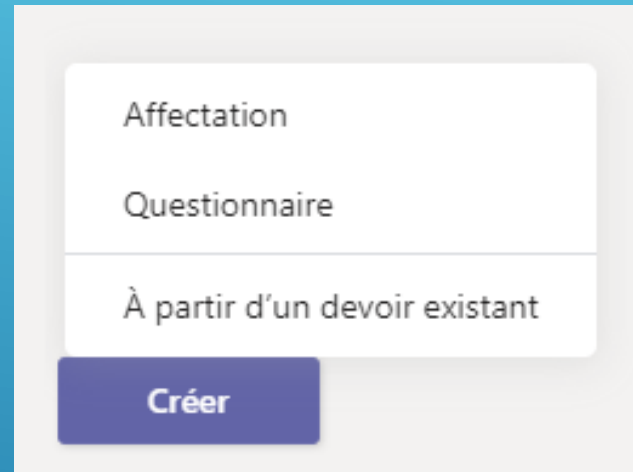 Affectation
Questionnaire
À partir d’un devoir existant
Créer